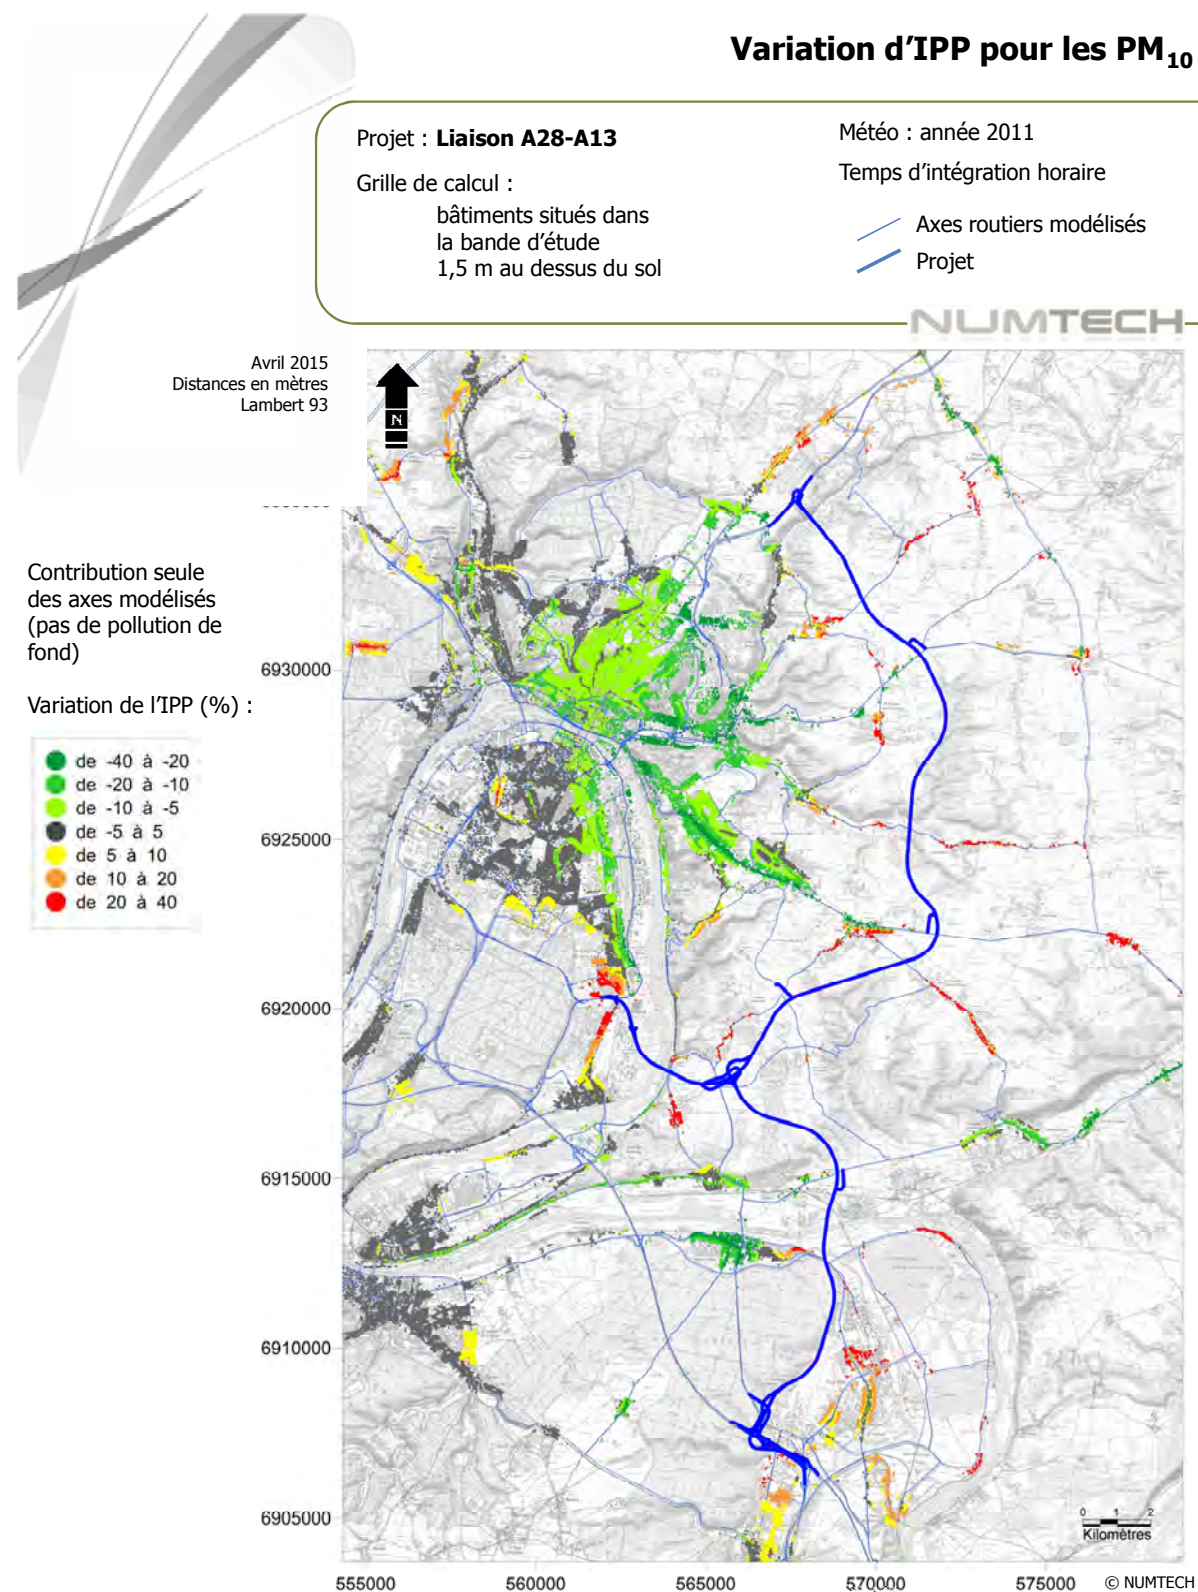 Variation d'IPP pour les PM10
Projet : Liaison A28-A13
Grille de calcul :
bâtiments situés dans
la bande d'étude
1,5 m au dessus du sol
Météo : année 2011
Temps d'intégration horaire
Axes routiers modélisés
Projet
NUMTECH
Avril 2015
Distances en mètres
Lambert 93
N
Contribution seule
des axes modélisés
(pas de pollution de
fond)
Variation de l'IPP (%) :
de -40 à -20
de -20 à -10
de -10 à -5
de -5 à 5
de 5 à 10
de 10 à 20
de 20 à 40
6930000
6925000
6920000
6915000
6910000
6905000
0 1 2
Kilomètres
555000 560000 565000 570000 575000
© NUMTECH